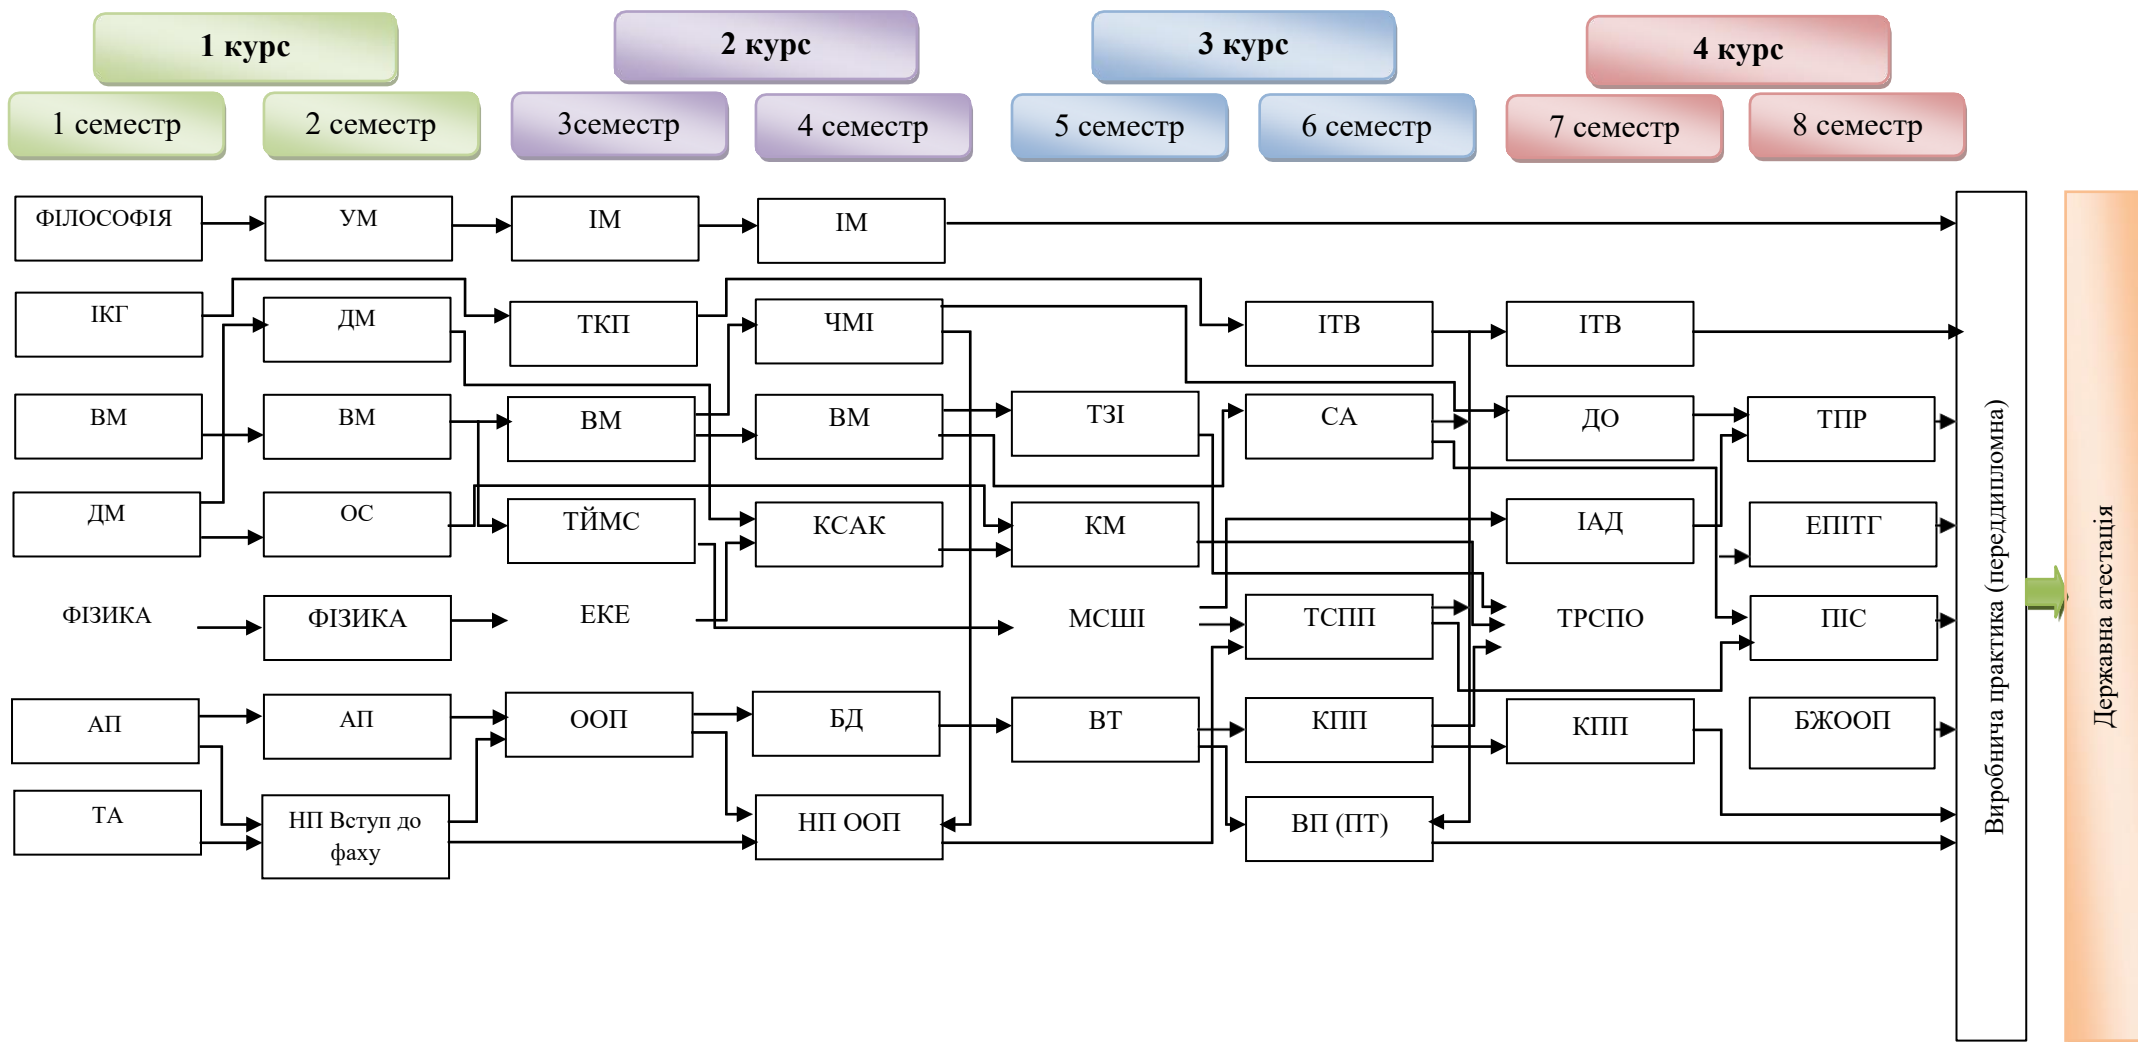 1 курс
2 курс
3 курс
4 курс
1 семестр
2 семестр
3семестр
4 семестр
5 семестр
6 семестр
7 семестр
8 семестр
ФІЛОСОФІЯ
УМ
ІМ
ІМ
ІКГ
ДМ
ТКП
ЧМІ
ІТВ
ІТВ
ВМ
ВМ
ВМ
ВМ
ТЗІ
СА
ДО
ТПР
ДМ
ОС
ТЙМС
КСАК
КМ
ІАД
ЕПІТГ
ФІЗИКА
ФІЗИКА
ЕКЕ
МСШІ
ТСПП
ТРСПО
ПІС
АП
АП
ООП
БД
ВТ
КПП
КПП
БЖООП
ТА
НП Вступ до
фаху
НП ООП
ВП (ПТ)
Виробнича практика (переддипломна)
Державна атестація